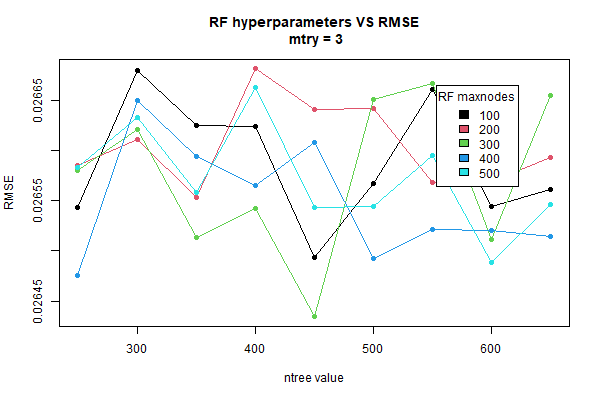 RF hyperparameters VS RMSE
mtry = 3
RMSE
0.02665
0.02655
0.02645
RF maxnodes
100
200
300
400
500
300
400
500
600
ntree value